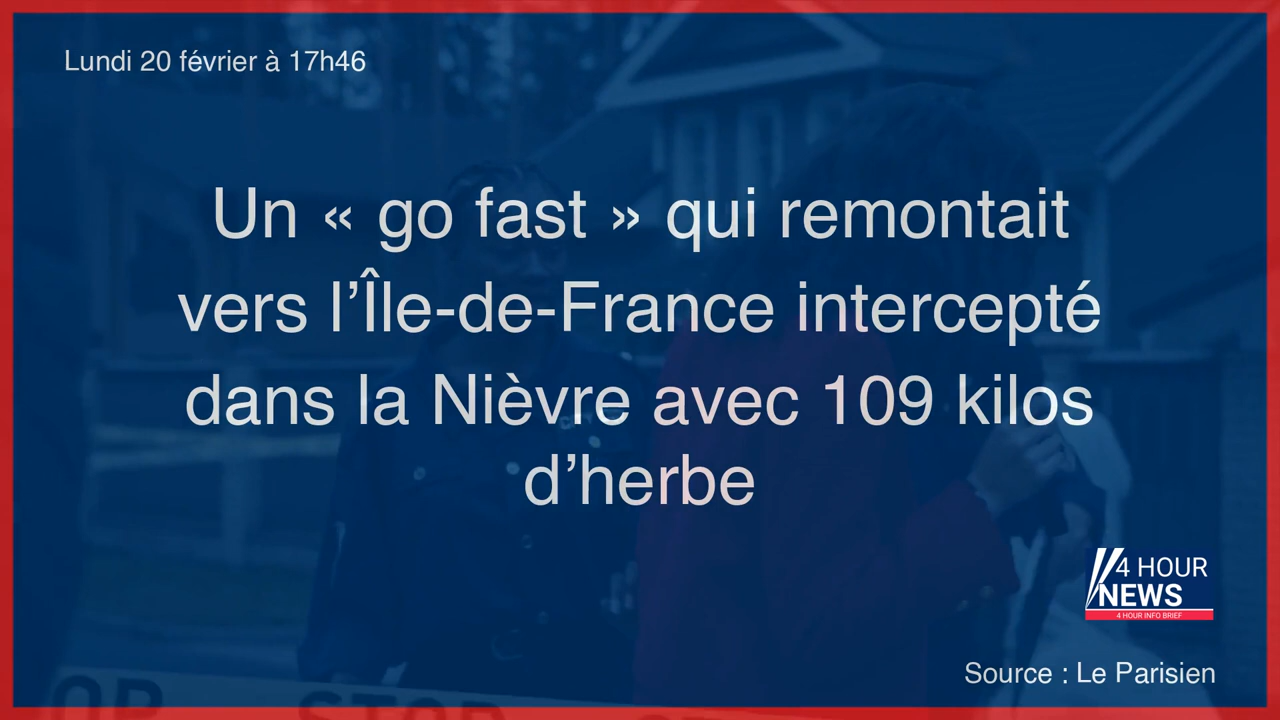 Lundi 20 février à 17h46
Un « go fast » qui remontait
vers l’Île-de-France intercepté
dans la Nièvre avec 109 kilos
d’herbe
4 HOUR
NEWS
4 HOUR INFO BRIEF
Source : Le Parisien
STOP